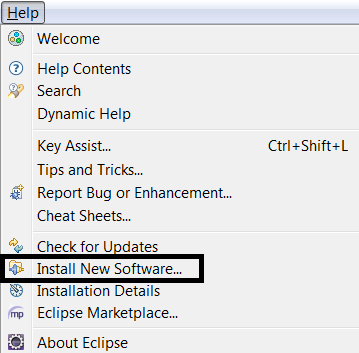 Help
Welcome
Help Contents
Search
Dynamic Help
Key Assist... Ctrl+Shift+L
Tips and Tricks...
Report Bug or Enhancement...
Cheat Sheets...
Check for Updates
Install New Software...
Installation Details
mp Eclipse Marketplace...
About Eclipse